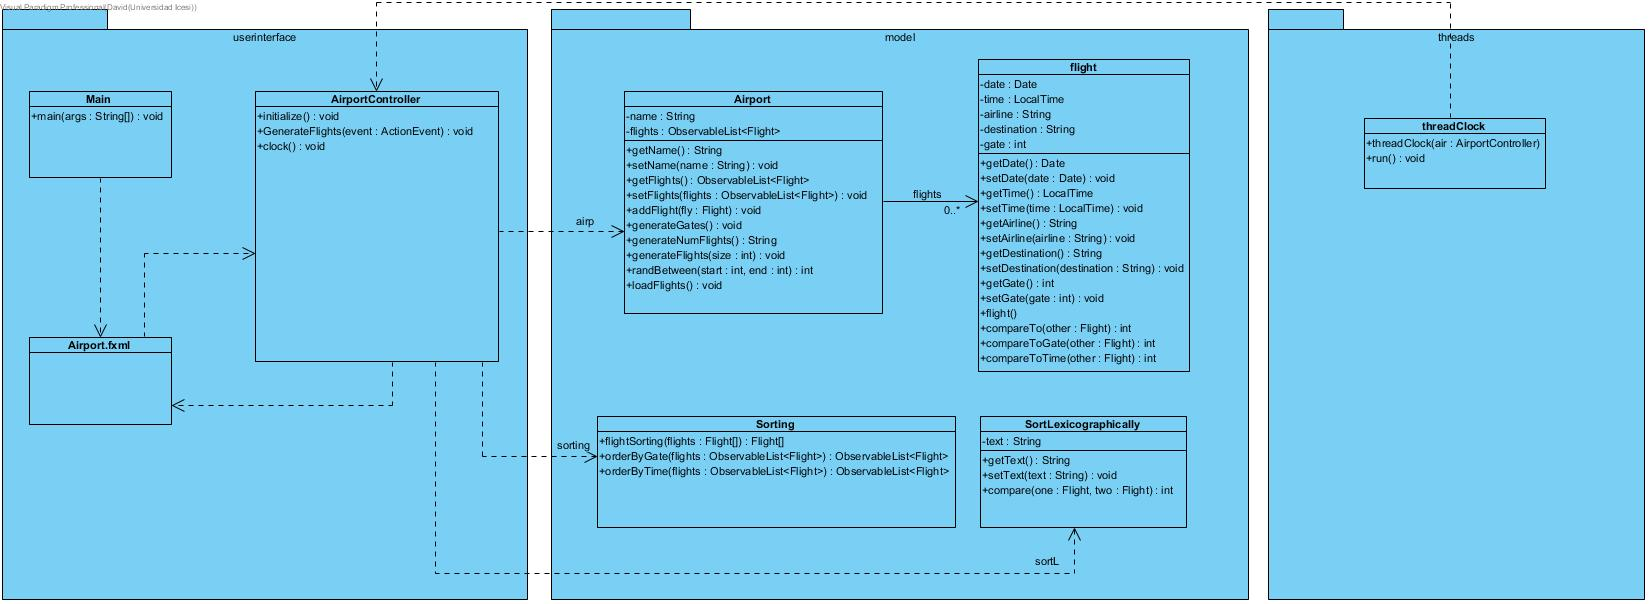 Visual Paradigm Professional(David(Universidad Icesi))
userinterface
Main
+main(args : String[]) : void
AirportController
+initialize() : void
+GenerateFlights(event : ActionEvent) : void
+clock() : void
Airport.fxml
model
airp
Airport
-name : String
-flights : ObservableList<Flight>
+getName() : String
+setName(name : String) : void
+getFlights() : ObservableList<Flight>
+setFlights(flights : ObservableList<Flight>) : void
+addFlight(fly : Flight) : void
+generateGates() : void
+generateNumFlights() : String
+generateFlights(size : int) : void
+randBetween(start : int, end : int) : int
+loadFlights() : void
flights
0..*
flight
-date : Date
-time : LocalTime
-airline : String
-destination : String
-gate : int
+getDate() : Date
+setDate(date : Date) : void
+getTime() : LocalTime
+setTime(time : LocalTime) : void
+getAirline() : String
+setAirline(airline : String) : void
+getDestination() : String
+setDestination(destination : String) : void
+getGate() : int
+setGate(gate : int) : void
+flight()
+compareTo(other : Flight) : int
+compareToGate(other : Flight) : int
+compareToTime(other : Flight) : int
sorting
Sorting
+flightSorting(flights : Flight[]) : Flight[]
+orderByGate(flights : ObservableList<Flight>) : ObservableList<Flight>
+orderByTime(flights : ObservableList<Flight>) : ObservableList<Flight>
SortLexicographically
-text : String
+getText() : String
+setText(text : String) : void
+compare(one : Flight, two : Flight) : int
sortL
threads
threadClock
+threadClock(air : AirportController)
+run() : void